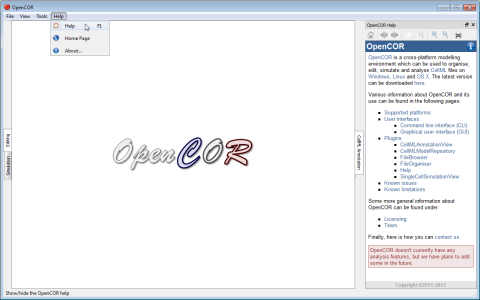 OpenCOR
File View Tools Help
Help F1
Home Page
About...
Editing
Simulation
OpenCOR
CellML Annotation
OpenCOR Help
OpenCOR
OpenCOR is a cross-platform modelling
environment which can be used to organise,
edit, simulate and analyse CellML files on
Windows, Linux and OS X. The latest version
can be downloaded here.
Various information about OpenCOR and its
use can be found in the following pages:
Supported platforms
User interfaces
Command line interface (CLI)
Graphical user interface (GUI)
Plugins
CellMLAnnotationView
CellMLModelRepository
FileBrowser
FileOrganiser
Help
SingleCellSimulationView
Known issues
Known limitations
Some more general information about
OpenCOR can be found under:
Licensing
Team
Finally, here is how you can contact us.
OpenCOR doesn't currently have any
analysis features, but we have plans to add
some in the future.
Copyright ©2011-2013
Show/hide the OpenCOR help